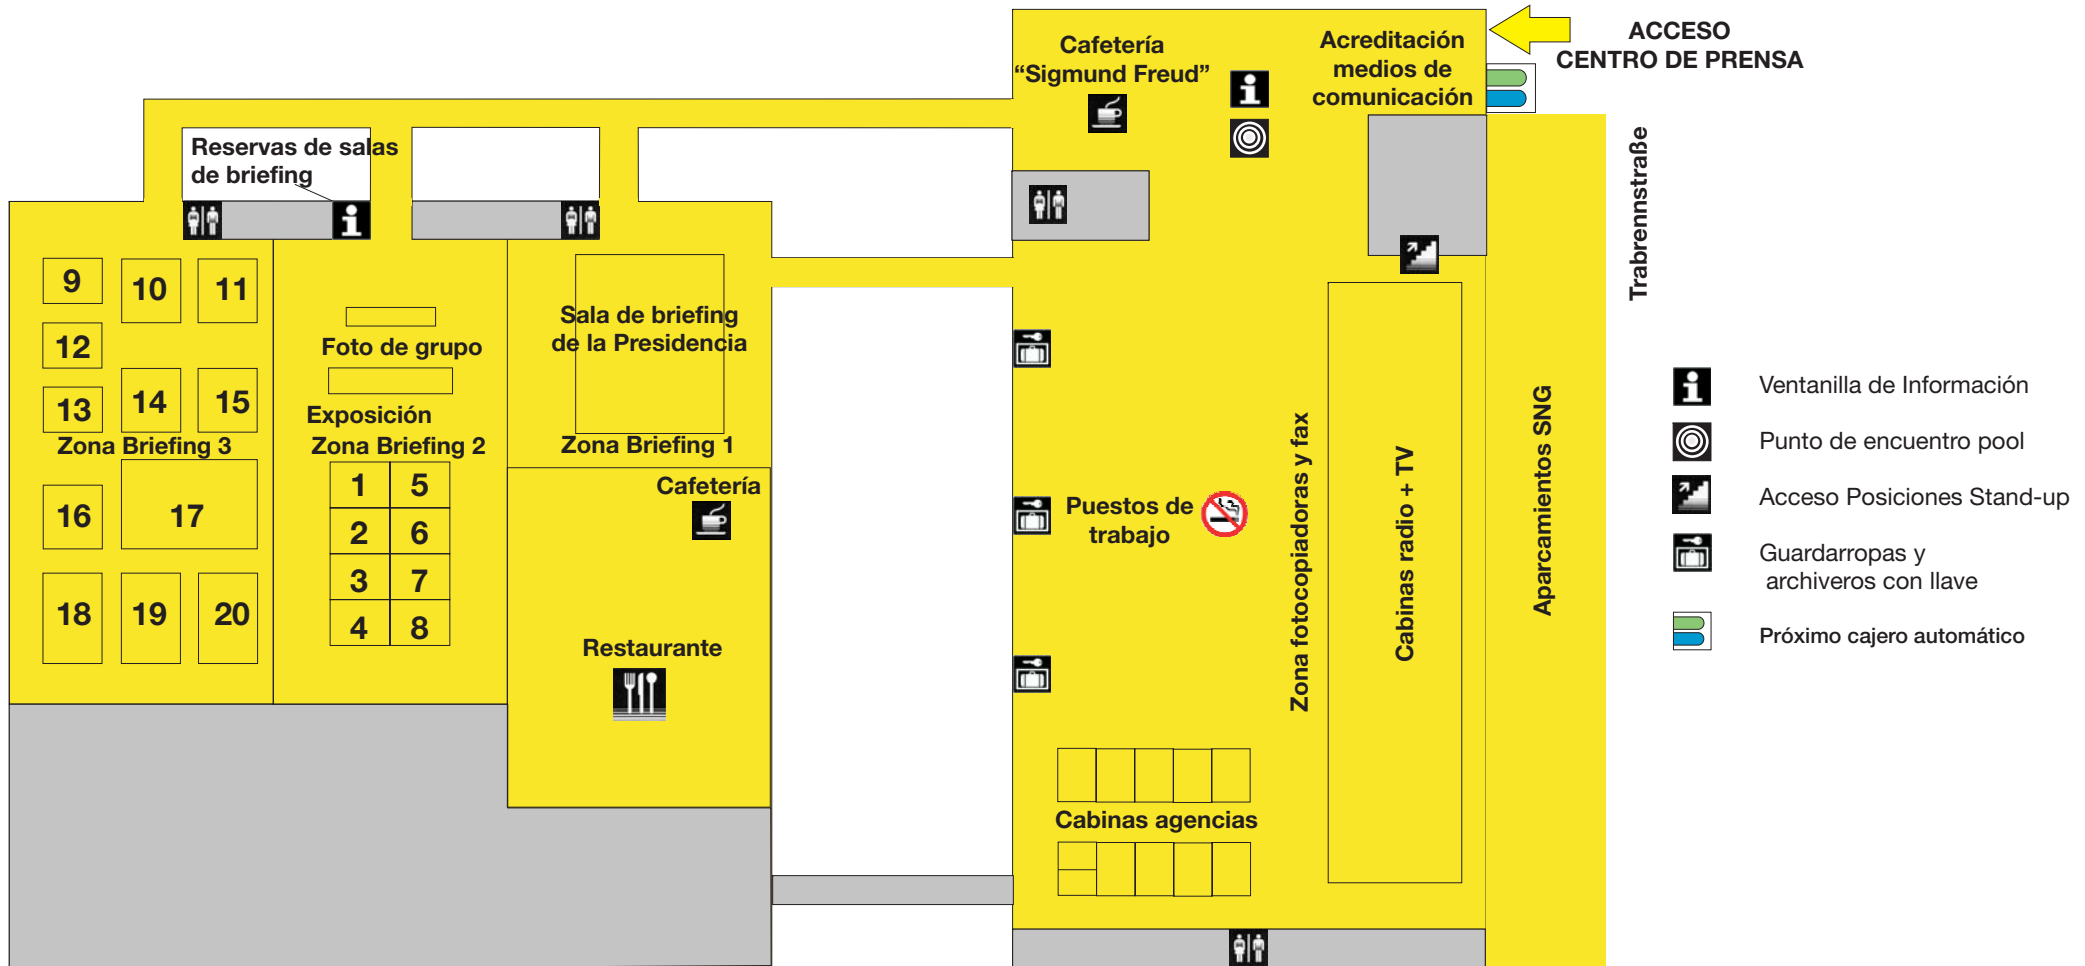 Cafetería
“Sigmund Freud”
Acreditación
medios de
comunicación
ACCESO
CENTRO DE PRENSA
Trabrennstraße
Reservas de salas
de briefing
9
10
11
12
13
14
15
Zona Briefing 3
16
17
18
19
20
Foto de grupo
Exposición
Zona Briefing 2
1
5
2
6
3
7
4
8
Sala de briefing
de la Presidencia
Zona Briefing 1
Cafetería
Restaurante
Puestos de
trabajo
Zona fotocopiadoras y fax
Cabinas radio + TV
Aparcamientos SNG
Cabinas agencias
Ventanilla de Información
Punto de encuentro pool
Acceso Posiciones Stand-up
Guardarropas y
archiveros con llave
Próximo cajero automático